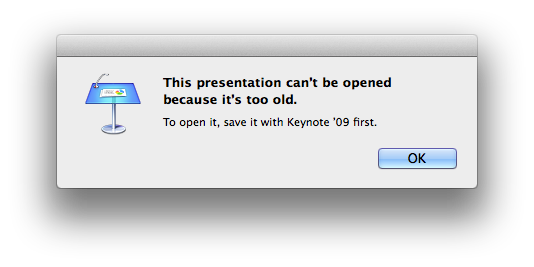 This presentation can't be opened
because it's too old.
To open it, save it with Keynote ’09 first.
OK